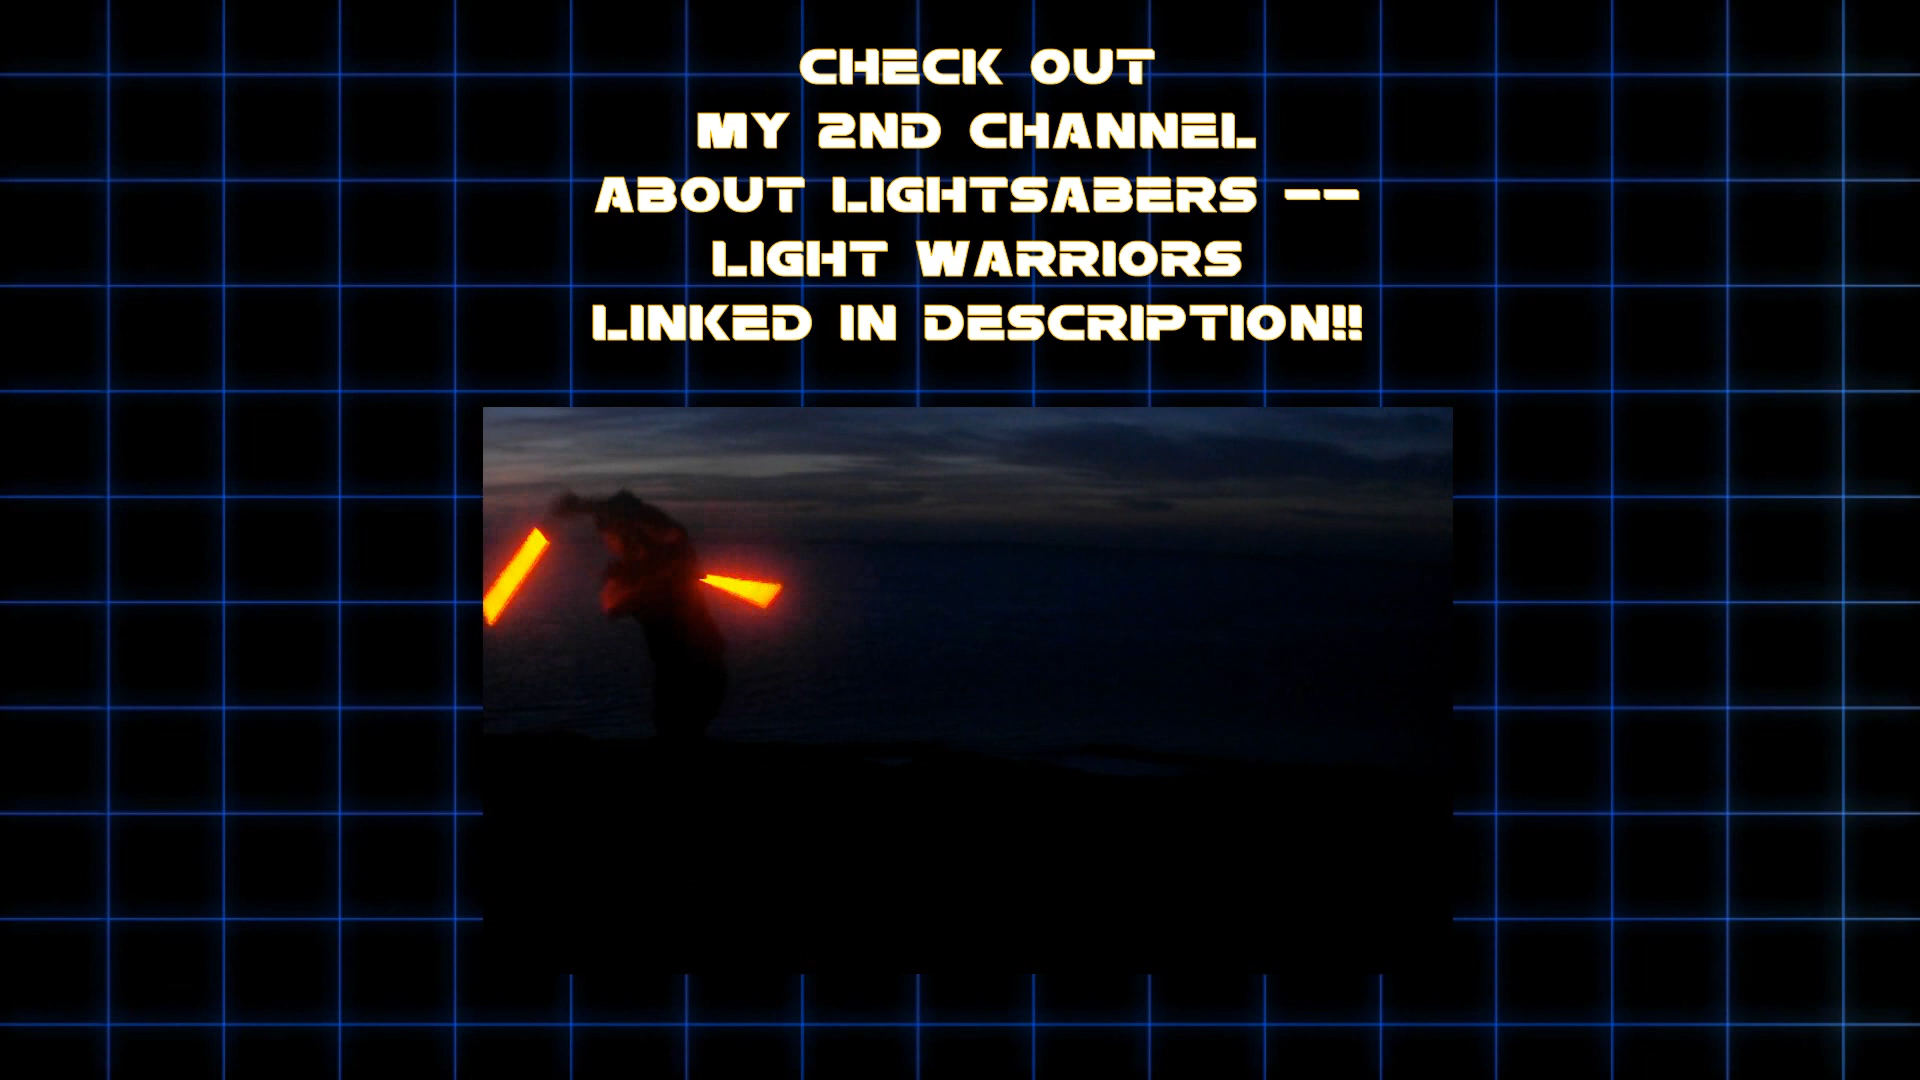 CHECK OUT
MY 2ND CHANNEL
ABOUT LIGHTSABERS --
LIGHT WARRIORS
LINKED IN DESCRIPTION!!